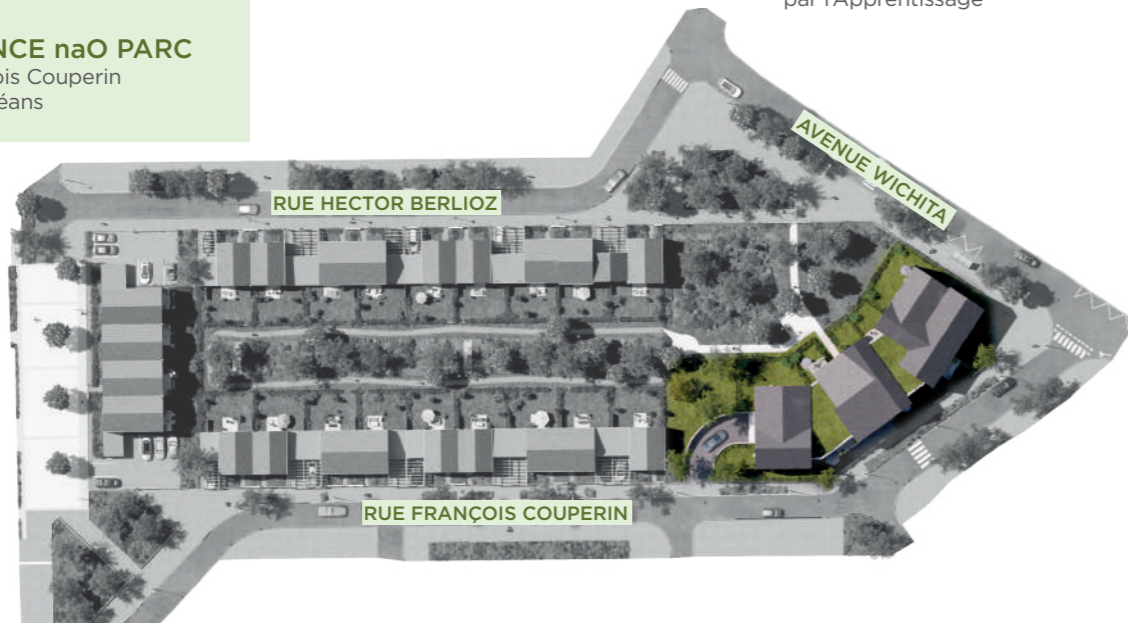 par l'Apprentissage
NCE naO PARC
ois Couperin
éans
AVENUE WICHITA
RUE HECTOR BERLIOZ
RUE FRANÇOIS COUPERIN